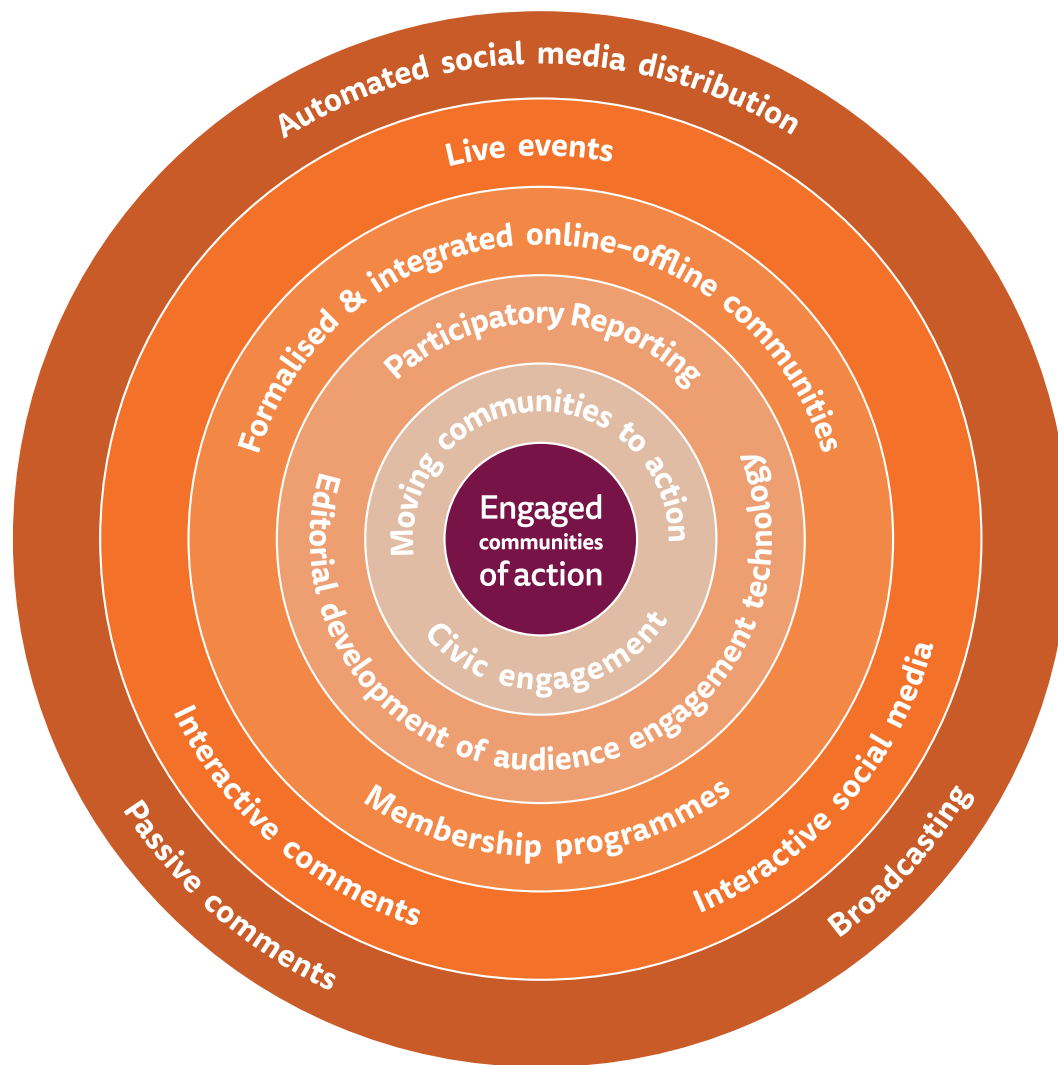 Automated social media distribution
Live events
Formalised & integrated online–offline communities
Participatory Reporting
Moving communities to action
Engaged
communities
of action
Civic engagement
Editorial development of audience engagement technology
Membership programmes
Interactive comments
Interactive social media
Passive comments
Broadcasting